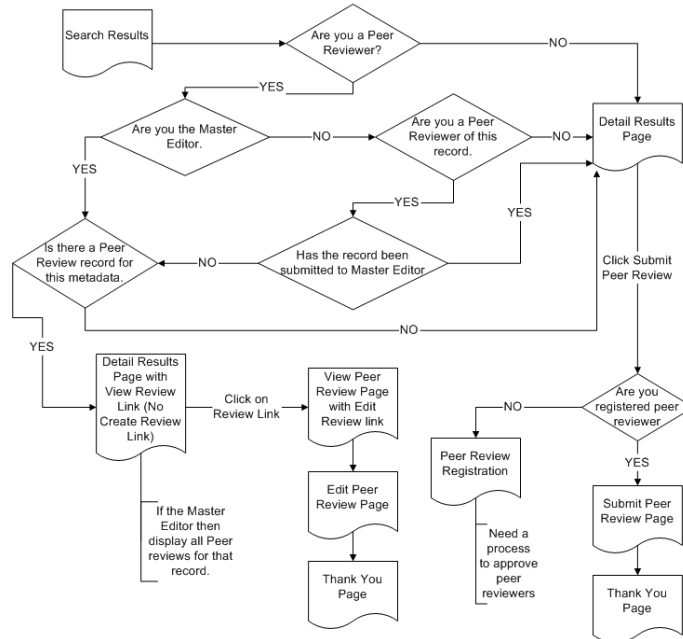 Search Results
Are you a Peer
Reviewer?
NO
YES
Are you the Master
Editor.
NO
Are you a Peer
Reviewer of this
record.
NO
Detail Results
Page
YES
YES
YES
Is there a Peer
Review record for
this metadata.
NO
Has the record been
submitted to Master Editor
Click Submit
Peer Review
NO
YES
Detail Results
Page with
View Review
Link (No
Create Review
Link)
Click on
Review Link
View Peer
Review Page
with Edit
Review link
Are you
registered peer
reviewer
NO
YES
Peer Review
Registration
Edit Peer
Review Page
Submit Peer
Review Page
If the Master
Editor then
display all Peer
reviews for that
record.
Need a
process
to approve
peer
reviewers
Thank You
Page
Thank You
Page